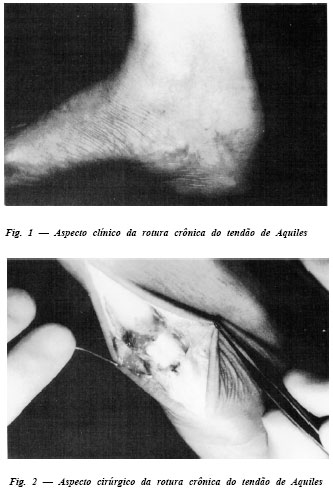 Fig. 1 — Aspecto clínico da rotura crônica do tendão de Aquiles
Fig. 2 — Aspecto cirúrgico da rotura crônica do tendão de Aquiles